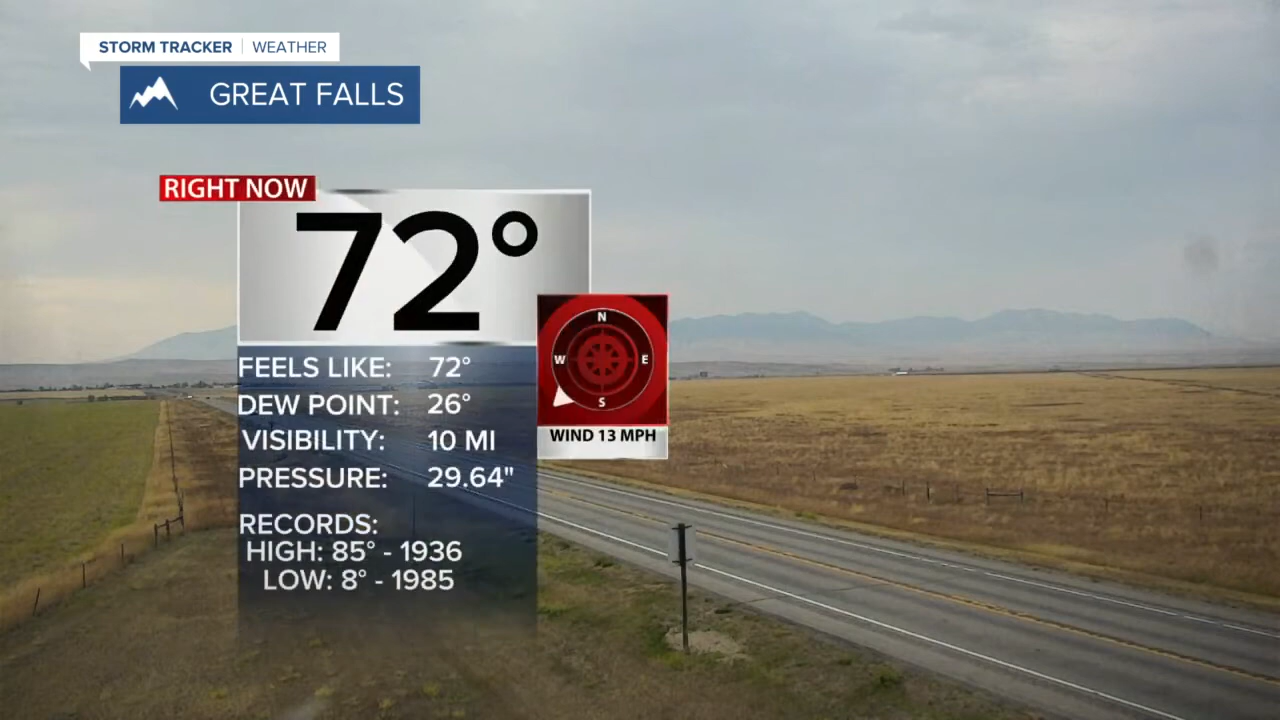 STORM TRACKER | WEATHER
GREAT FALLS
RIGHT NOW
72°
N
W E
S
WIND 13 MPH
FEELS LIKE: 72°
DEW POINT: 26°
VISIBILITY: 10 MI
PRESSURE: 29.64"
RECORDS:
HIGH: 85° - 1936
LOW: 8° - 1985